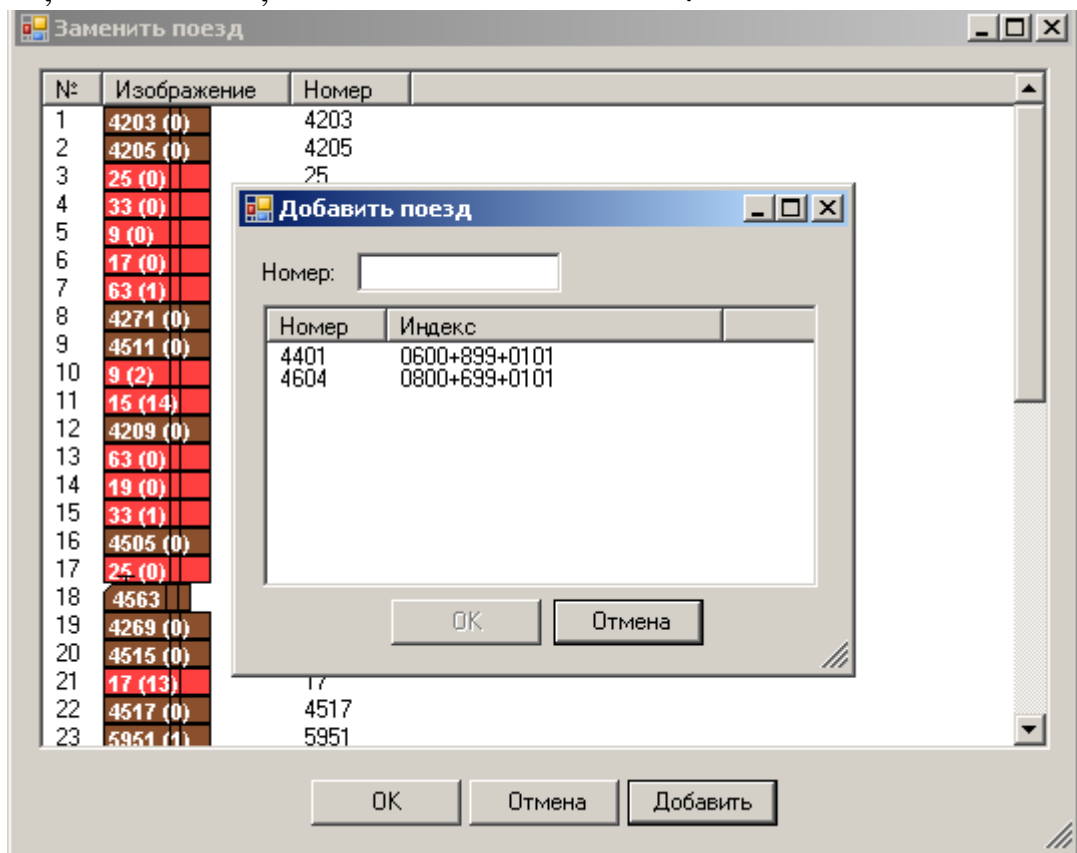 Заменить поезд
№ Изображение Номер
1 4203 (0) 4203
2 4205 (0) 4205
3 25 (0) 25
4 33 (0)
5 9 (0)
6 17 (0)
7 63 (1)
8 4271 (0)
9 4511 (0)
10 9 (2)
11 15 (14)
12 4209 (0)
13 63 (0)
14 19 (0)
15 33 (1)
16 4505 (0)
17 25 (0)
18 4563
19 4269 (0)
20 4515 (0)
21 17 (13) 17
22 4517 (0) 4517
23 5951 (1) 5951
OK Отмена Добавить
Добавить поезд
Номер:
Номер Индекс
4401 0600+899+0101
4604 0800+699+0101
OK Отмена